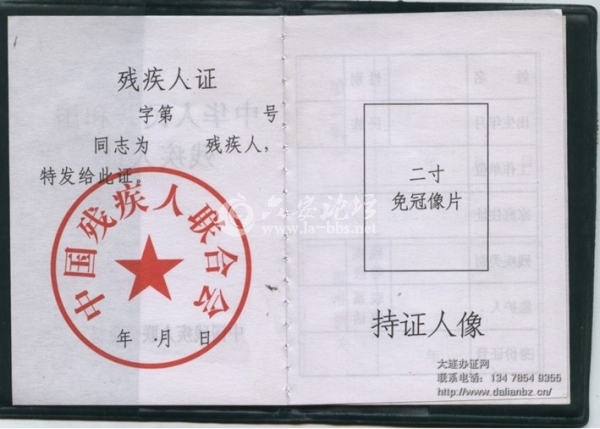 残疾人证
字第 号
同志为 残疾人，
特发给此证。
中国残疾人联合会
年 月 日
二寸
免冠像片
持证人像
六安论坛
www.la-bbs.net
大连办证网
联系电话：134 7854 9355
http://www.dalianbz.cn/